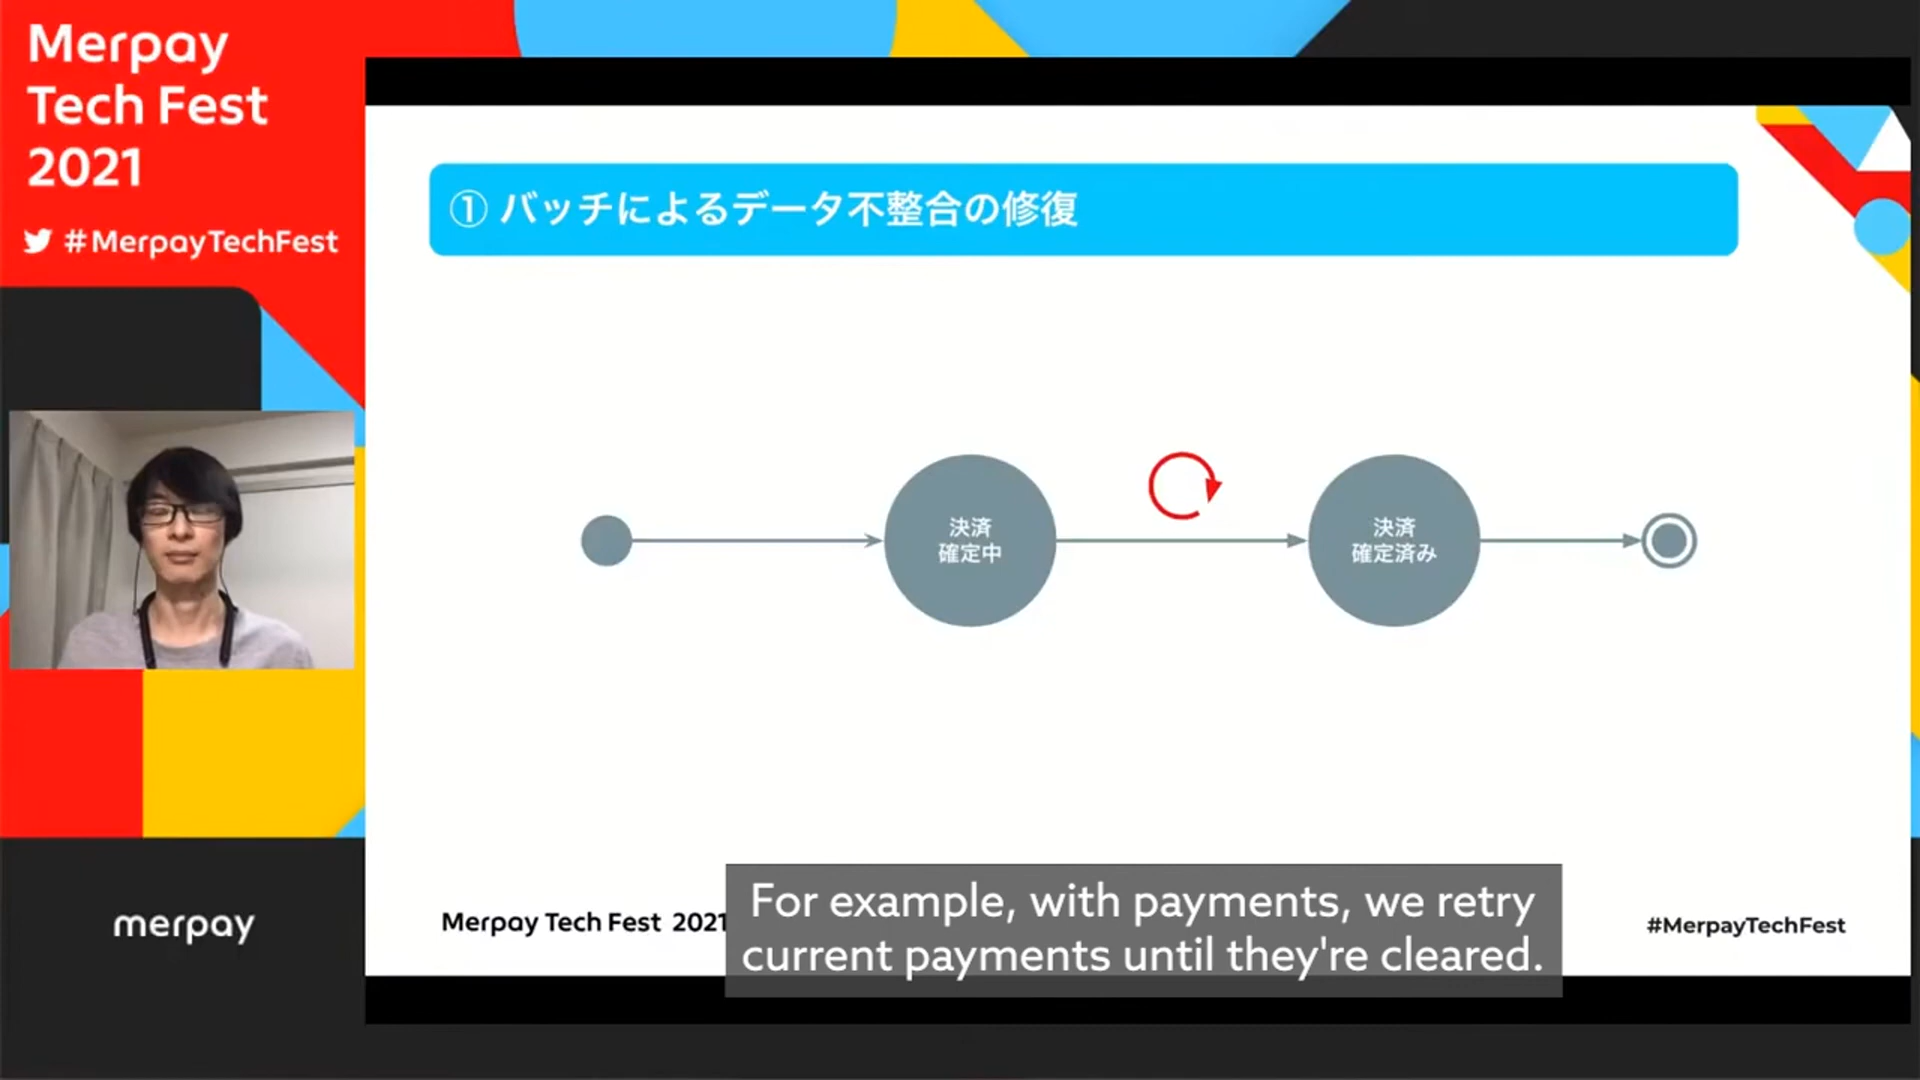 Merpay
Tech Fest
2021
#MerpayTechFest
① バッチによるデータ不整合の修復
決済
確定中
決済
確定済み
merpay
Merpay Tech Fest 2021
For example, with payments, we retry
current payments until they're cleared.
#MerpayTechFest